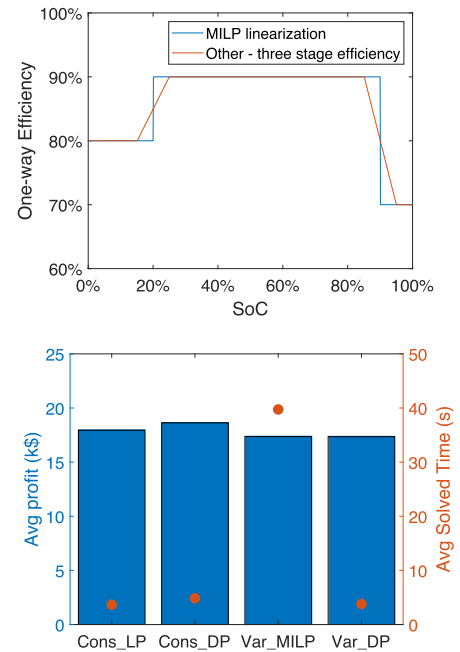 100%
90%
80%
70%
60%
One-way Efficiency
MILP linearization
Other - three stage efficiency
0% 20% 40% 60% 80% 100%
SoC
25
20
15
10
5
0
Avg profit (k$)
50
40
30
20
10
0
Avg Solved Time (s)
Cons_LP Cons_DP Var_MILP Var_DP